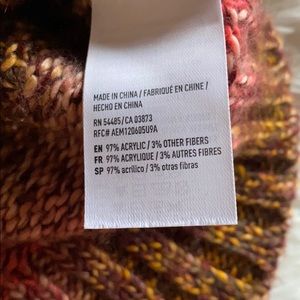 MADE IN CHINA / FABRIQUÉ EN CHINE /
HECHO EN CHINA
RN 54485/CA 03873
RFC# AEM120605U9A
EN 97% ACRYLIC / 3% OTHER FIBERS
FR 97% ACRYLIQUE / 3% AUTRES FIBRES
SP 97% acrílico / 3% otras fibras